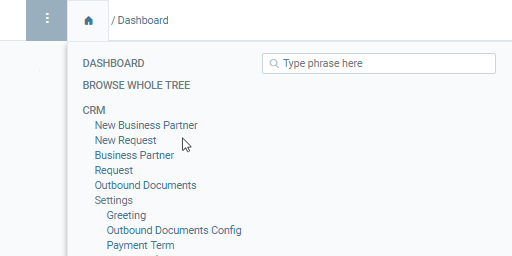 / Dashboard
DASHBOARD
Type phrase here
BROWSE WHOLE TREE
CRM
New Business Partner
New Request
Business Partner
Request
Outbound Documents
Settings
Greeting
Outbound Documents Config
Payment Term